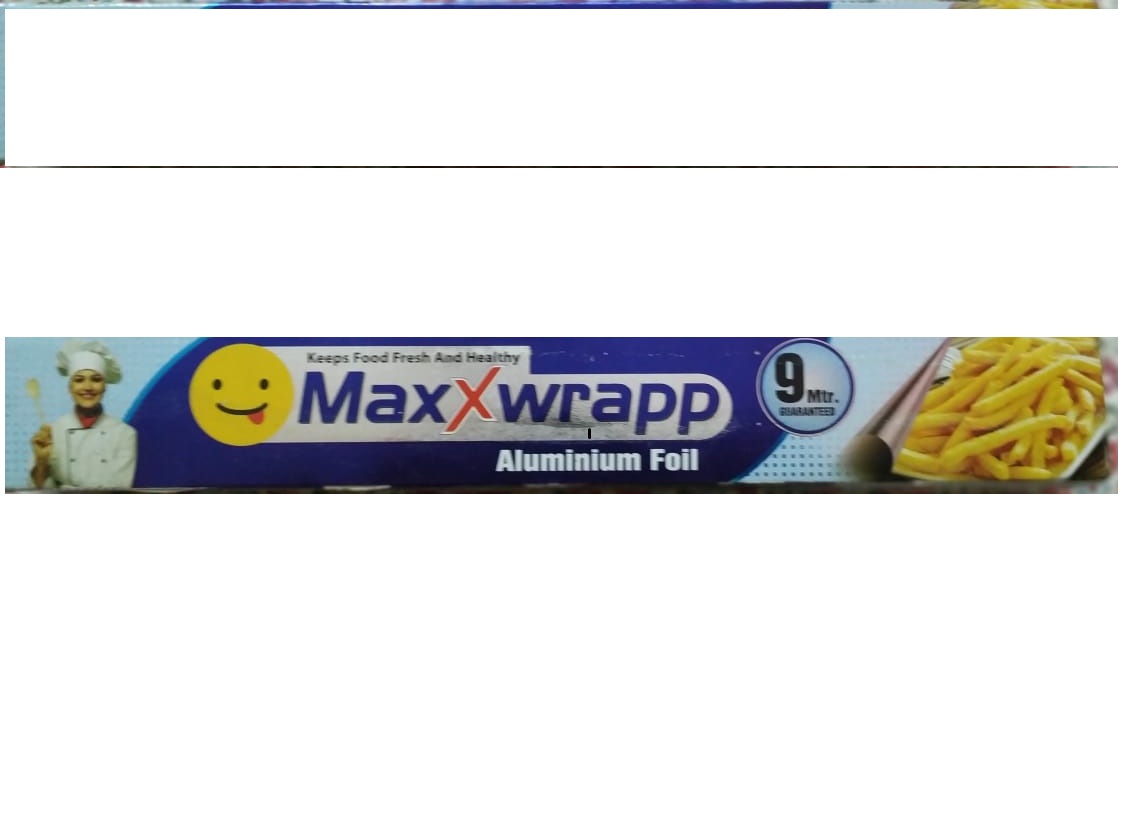 Keeps Food Fresh And Healthy
MaxXwrapp
Aluminium Foil
9 Mtr.
GUARANTEED